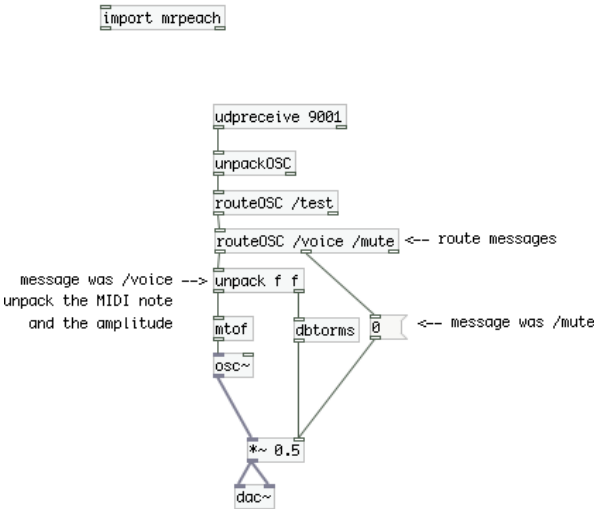 import mrpeach
udpreceive 9001
unpackOSC
routeOSC /test
routeOSC /voice /mute <-- route messages
message was /voice --> unpack f f
unpack the MIDI note
and the amplitude
mtof
dbtorms
0 <-- message was /mute
osc~
*~ 0.5
dac~